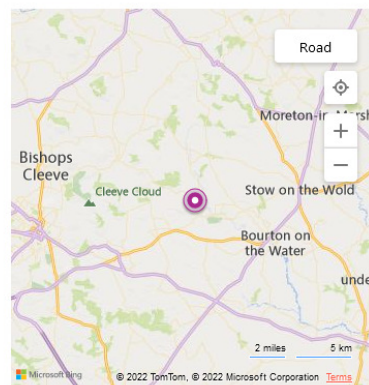 Road
Moreton-in-Marsh
Bishops
Cleeve
Cleeve Cloud
Stow on the Wold
Bourton on
the Water
unde
2 miles
5 km
Microsoft Bing
© 2022 TomTom, © 2022 Microsoft Corporation Terms